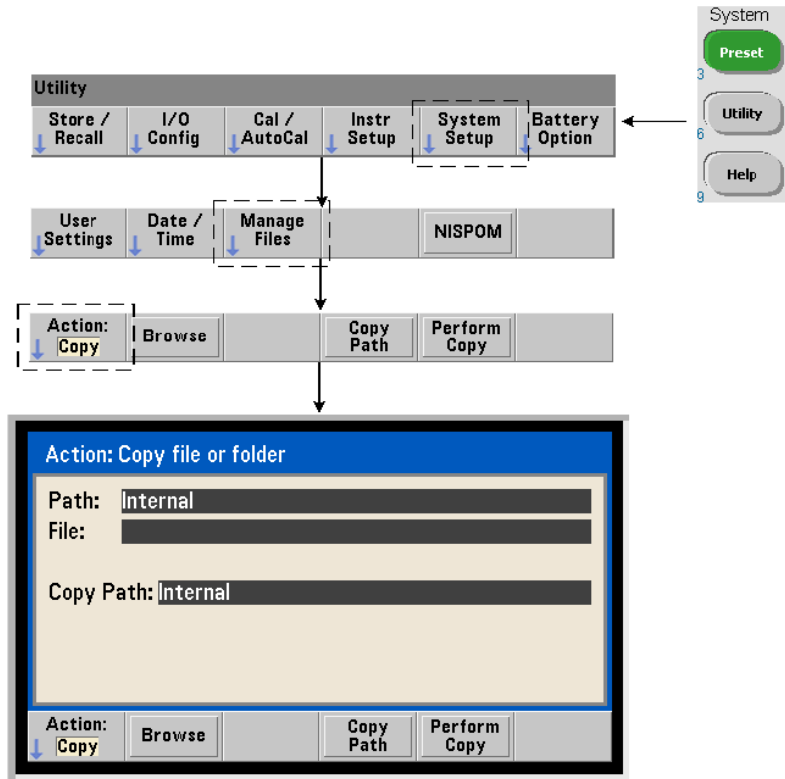 System
Preset
3
Utility
6
Help
9
Utility
Store / Recall
I/O Config
Cal / AutoCal
Instr Setup
System Setup
Battery Option
User Settings
Date / Time
Manage Files
NISPOM
Action: Copy
Browse
Copy Path
Perform Copy
Action: Copy file or folder
Path: Internal
File:
Copy Path: Internal
Action: Copy
Browse
Copy Path
Perform Copy